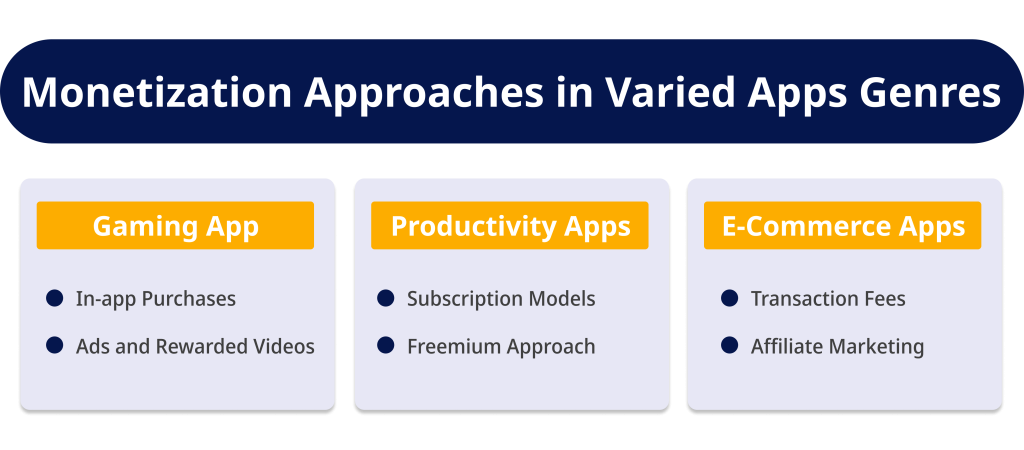 Monetization Approaches in Varied Apps Genres
Gaming App
In-app Purchases
Ads and Rewarded Videos
Productivity Apps
Subscription Models
Freemium Approach
E-Commerce Apps
Transaction Fees
Affiliate Marketing